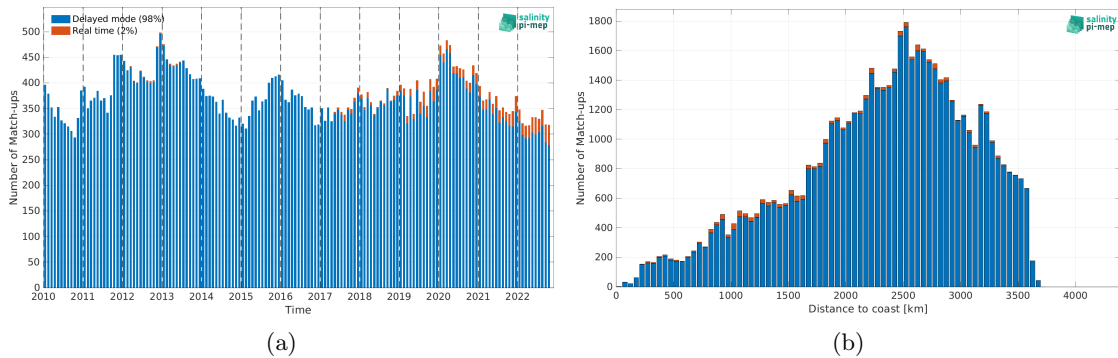 Delayed mode (98%)
Real time (2%)
salinity
pi-mep
Number of Match-ups
500
450
400
350
300
250
200
150
100
50
0
2010 2011 2012 2013 2014 2015 2016 2017 2018 2019 2020 2021 2022
Time
(a)
salinity
pi-mep
Number of Match-ups
1800
1600
1400
1200
1000
800
600
400
200
0
0 500 1000 1500 2000 2500 3000 3500 4000
Distance to coast [km]
(b)